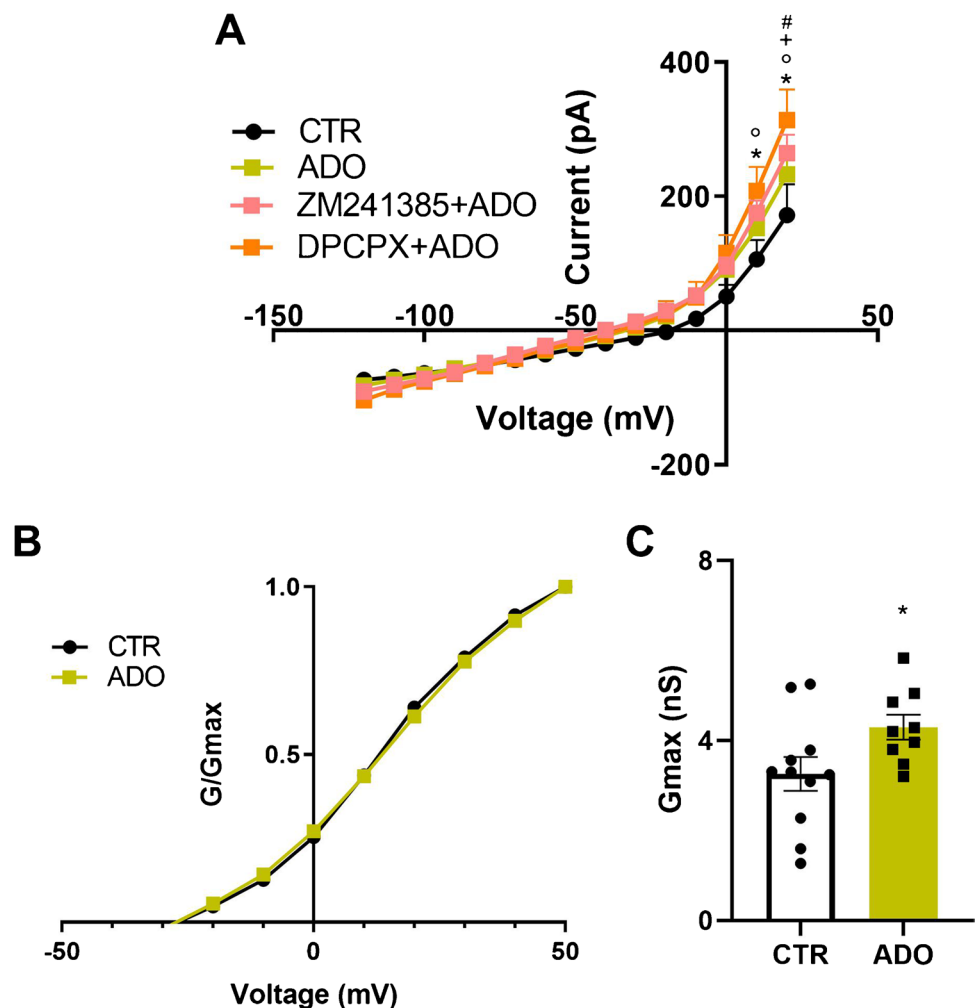 A
#
+
°
*
°
*
400
200
-200
Current (pA)
-150
-100
-50
50
Voltage (mV)
CTR
ADO
ZM241385+ADO
DPCPX+ADO
B
CTR
ADO
1.0
0.5
G/Gmax
-50
0
50
Voltage (mV)
C
8
4
0
Gmax (nS)
*
CTR
ADO